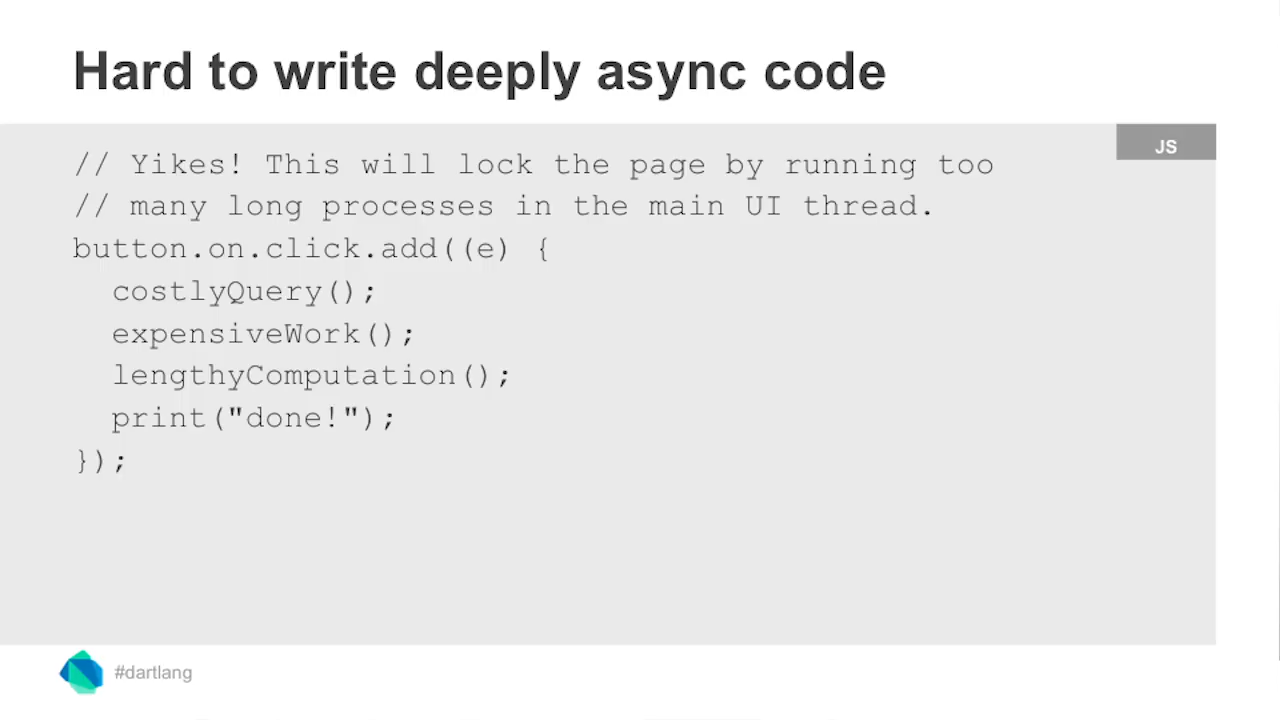 Hard to write deeply async code
JS
// Yikes! This will lock the page by running too
// many long processes in the main UI thread.
button.on.click.add((e) {
  costlyQuery();
  expensiveWork();
  lengthyComputation();
  print("done!");
});
#dartlang